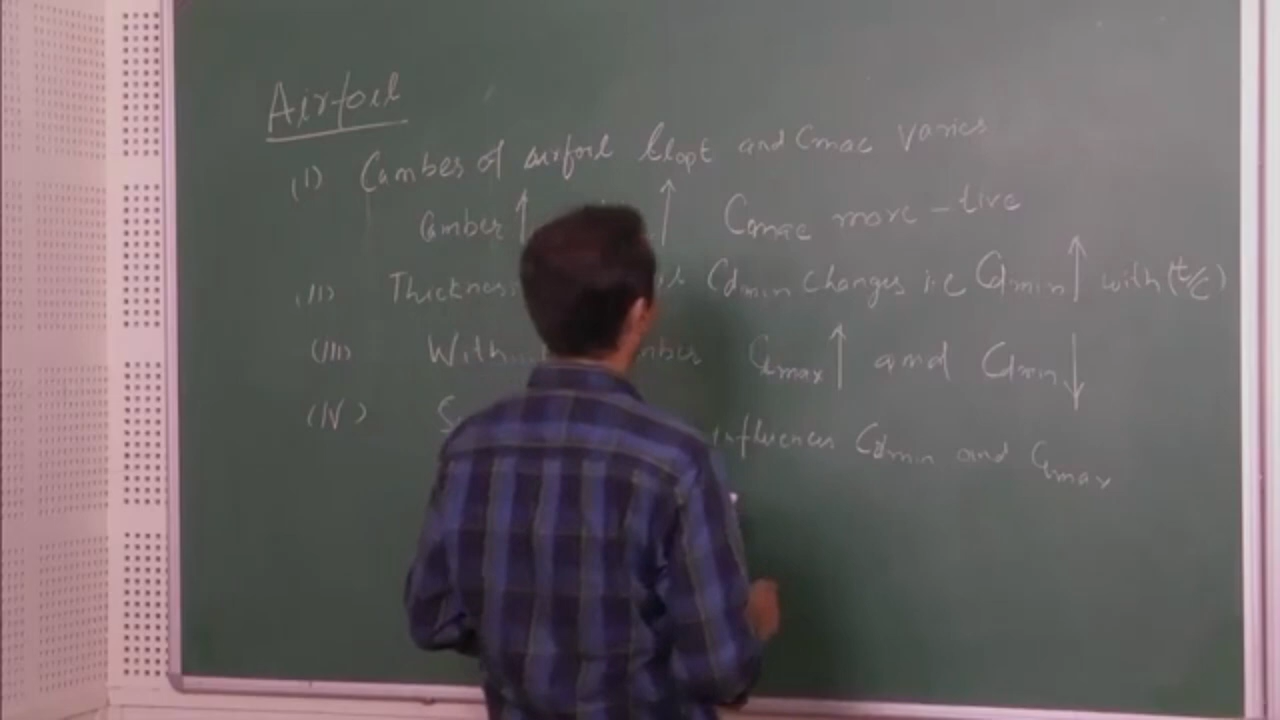 Airfoil
(I) Camber of airfoil Clopt and Cmac varies
Camber ↑ ↑ Cmac more -tive
(II) Thickness Cdmin changes i.e Cdmin ↑ with (t/c)
(III) With Clmax ↑ and Cdmin ↓
(IV) influences Cdmin and Clmax